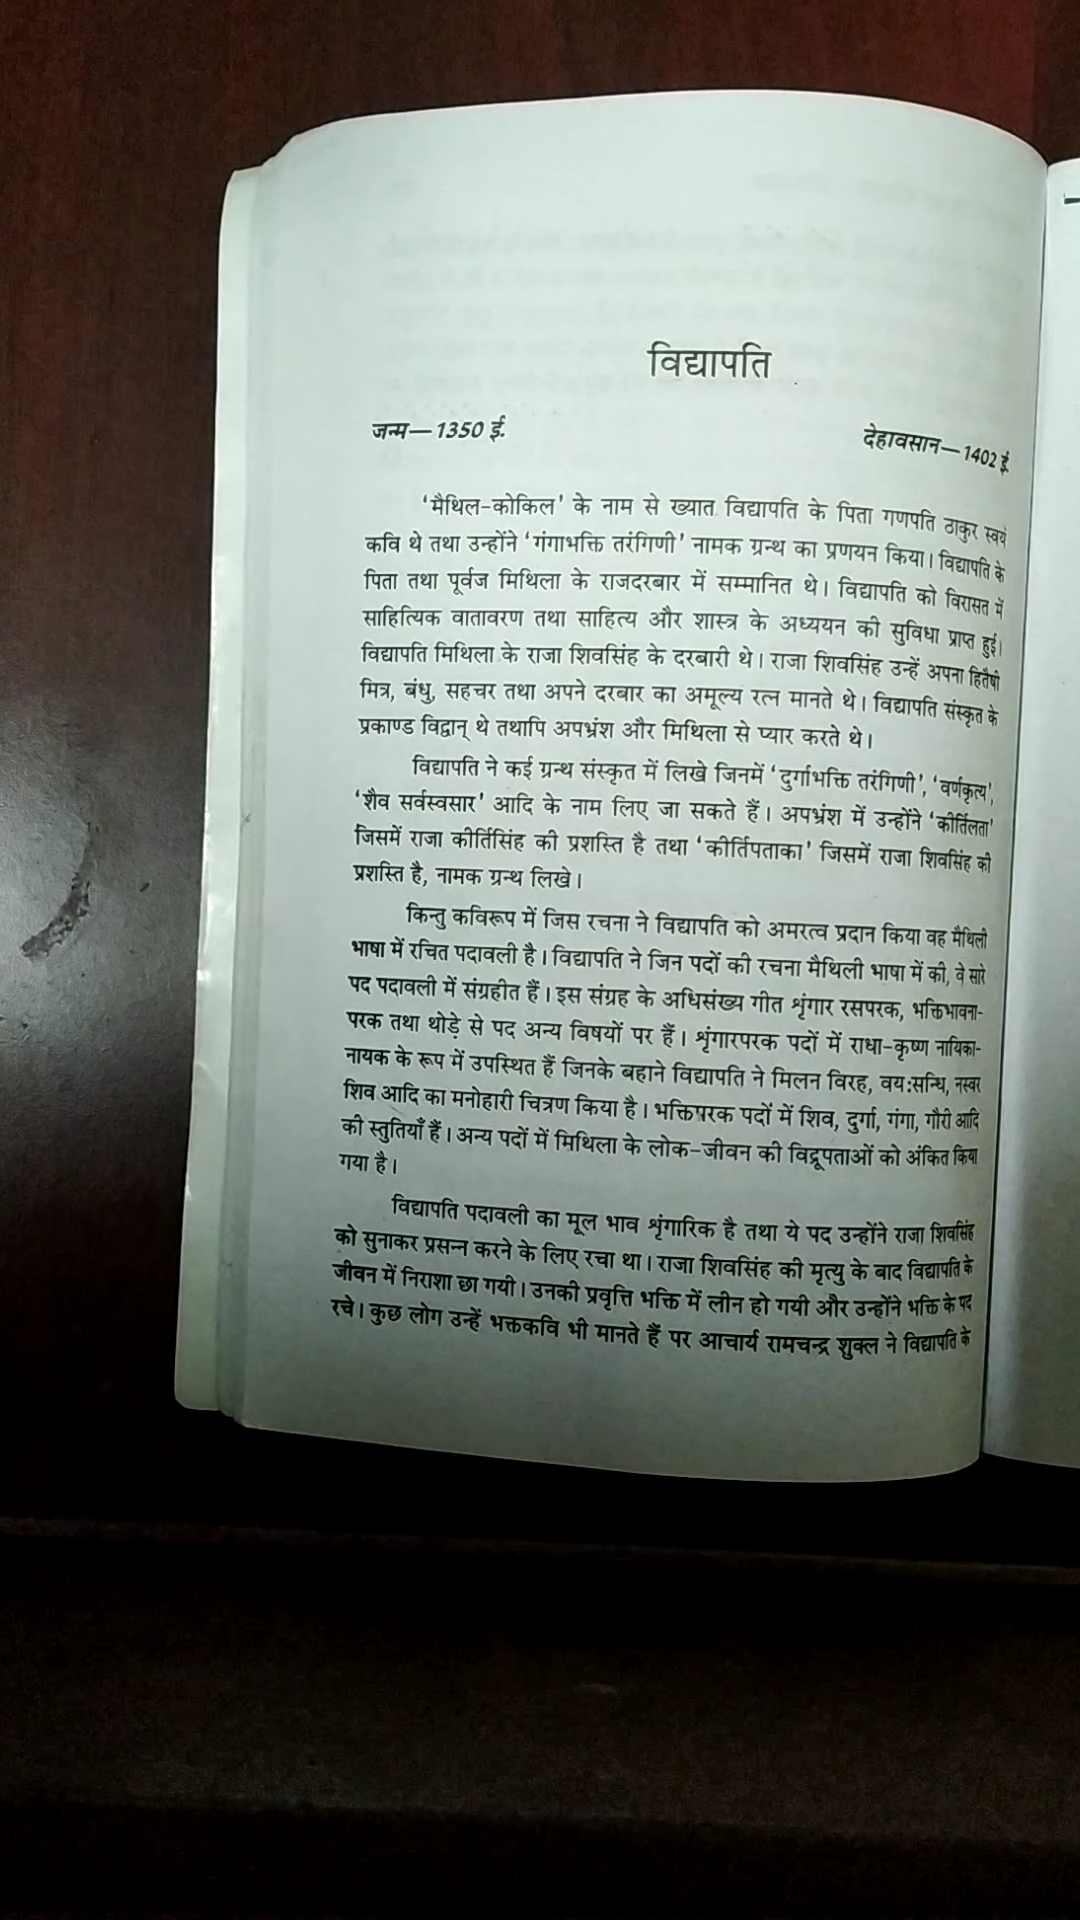 विद्यापति
जन्म—1350 ई. देहावसान—1402 ई.
‘मैथिल-कोकिल’ के नाम से ख्यात विद्यापति के पिता गणपति ठाकुर स्वयं
कवि थे तथा उन्होंने ‘गंगाभक्ति तरंगिणी’ नामक ग्रन्थ का प्रणयन किया। विद्यापति के
पिता तथा पूर्वज मिथिला के राजदरबार में सम्मानित थे। विद्यापति को विरासत में
साहित्यिक वातावरण तथा साहित्य और शास्त्र के अध्ययन की सुविधा प्राप्त हुई।
विद्यापति मिथिला के राजा शिवसिंह के दरबारी थे। राजा शिवसिंह उन्हें अपना हितैषी
मित्र, बंधु, सहचर तथा अपने दरबार का अमूल्य रत्न मानते थे। विद्यापति संस्कृत के
प्रकाण्ड विद्वान् थे तथापि अपभ्रंश और मिथिला से प्यार करते थे।
विद्यापति ने कई ग्रन्थ संस्कृत में लिखे जिनमें ‘दुर्गाभक्ति तरंगिणी’, ‘वर्णकृत्य’,
‘शैव सर्वस्वसार’ आदि के नाम लिए जा सकते हैं। अपभ्रंश में उन्होंने ‘कीर्तिलता’
जिसमें राजा कीर्तिसिंह की प्रशस्ति है तथा ‘कीर्तिपताका’ जिसमें राजा शिवसिंह की
प्रशस्ति है, नामक ग्रन्थ लिखे।
किन्तु कविरूप में जिस रचना ने विद्यापति को अमरत्व प्रदान किया वह मैथिली
भाषा में रचित पदावली है। विद्यापति ने जिन पदों की रचना मैथिली भाषा में की, वे सारे
पद पदावली में संग्रहीत हैं। इस संग्रह के अधिसंख्य गीत शृंगार रसपरक, भक्तिभावना-
परक तथा थोड़े से पद अन्य विषयों पर हैं। शृंगारपरक पदों में राधा-कृष्ण नायिका-
नायक के रूप में उपस्थित हैं जिनके बहाने विद्यापति ने मिलन विरह, वय:सन्धि, नस्वर
शिव आदि का मनोहारी चित्रण किया है। भक्तिपरक पदों में शिव, दुर्गा, गंगा, गौरी आदि
की स्तुतियाँ हैं। अन्य पदों में मिथिला के लोक-जीवन की विद्रूपताओं को अंकित किया
गया है।
विद्यापति पदावली का मूल भाव शृंगारिक है तथा ये पद उन्होंने राजा शिवसिंह
को सुनाकर प्रसन्न करने के लिए रचा था। राजा शिवसिंह की मृत्यु के बाद विद्यापति के
जीवन में निराशा छा गयी। उनकी प्रवृत्ति भक्ति में लीन हो गयी और उन्होंने भक्ति के पद
रचे। कुछ लोग उन्हें भक्तकवि भी मानते हैं पर आचार्य रामचन्द्र शुक्ल ने विद्यापति के